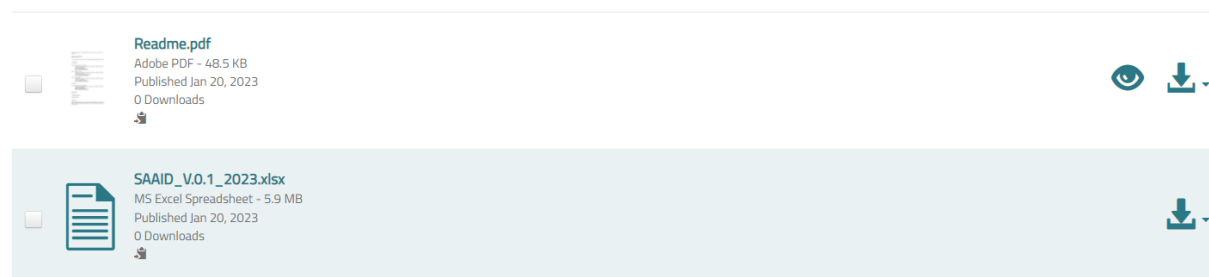 Readme.pdf
Adobe PDF - 48.5 KB
Published Jan 20, 2023
0 Downloads
SAAID_V.0.1_2023.xlsx
MS Excel Spreadsheet - 5.9 MB
Published Jan 20, 2023
0 Downloads